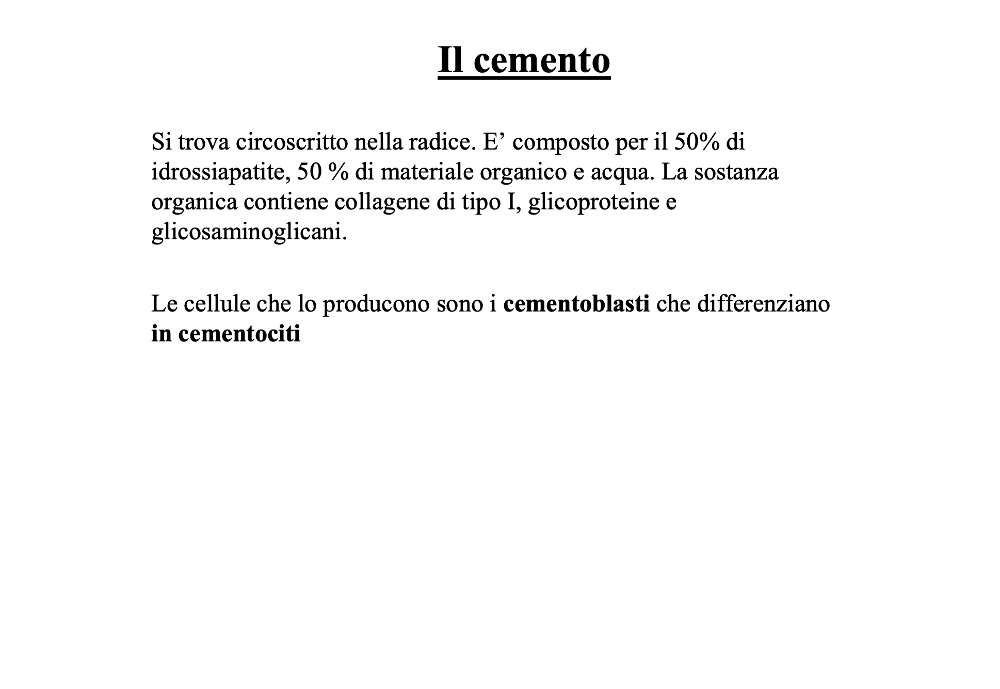 Il cemento
Si trova circoscritto nella radice. E’ composto per il 50% di
idrossiapatite, 50 % di materiale organico e acqua. La sostanza
organica contiene collagene di tipo I, glicoproteine e
glicosaminoglicani.
Le cellule che lo producono sono i cementoblasti che differenziano
in cementociti